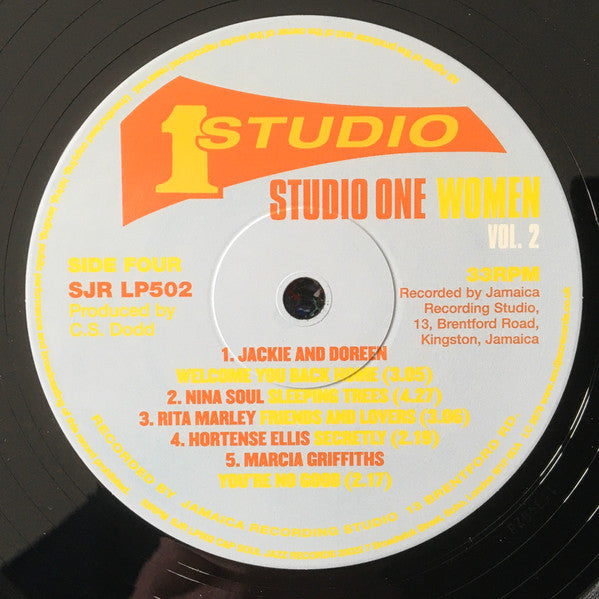 1S STUDIO
STUDIO ONE WOMEN
VOL. 2
SIDE FOUR
SJR LP502
Produced by
C.S. Dodd
33RPM
Recorded by Jamaica
Recording Studio,
13, Brentford Road,
Kingston, Jamaica
1. JACKIE AND DOREEN
WELCOME YOU BACK HOME (3.05)
2. NINA SOUL SLEEPING TREES (4.27)
3. RITA MARLEY FRIENDS AND LOVERS (3.06)
4. HORTENSE ELLIS SECRETLY (2.19)
5. MARCIA GRIFFITHS
YOU'RE NO GOOD (2.17)
RECORDED BY JAMAICA RECORDING STUDIO 13 BRENTFORD RD.